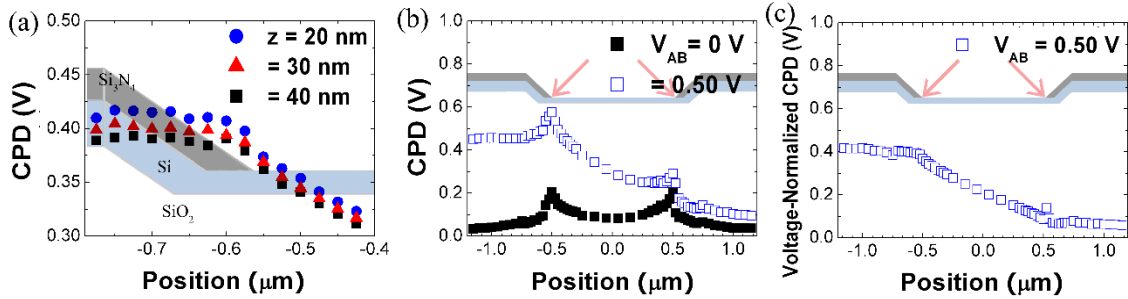 (a)
z = 20 nm
= 30 nm
= 40 nm
Si₃N₄
Si
SiO₂
CPD (V)
0.45
0.40
0.35
0.30
-0.7
-0.6
-0.5
-0.4
Position (μm)
(b)
V_AB = 0 V
= 0.50 V
CPD (V)
1.0
0.8
0.6
0.4
0.2
0.0
-1.0
-0.5
0.0
0.5
1.0
Position (μm)
(c)
V_AB = 0.50 V
Voltage-Normalized CPD (V)
1.0
0.8
0.6
0.4
0.2
0.0
-1.0
-0.5
0.0
0.5
1.0
Position (μm)